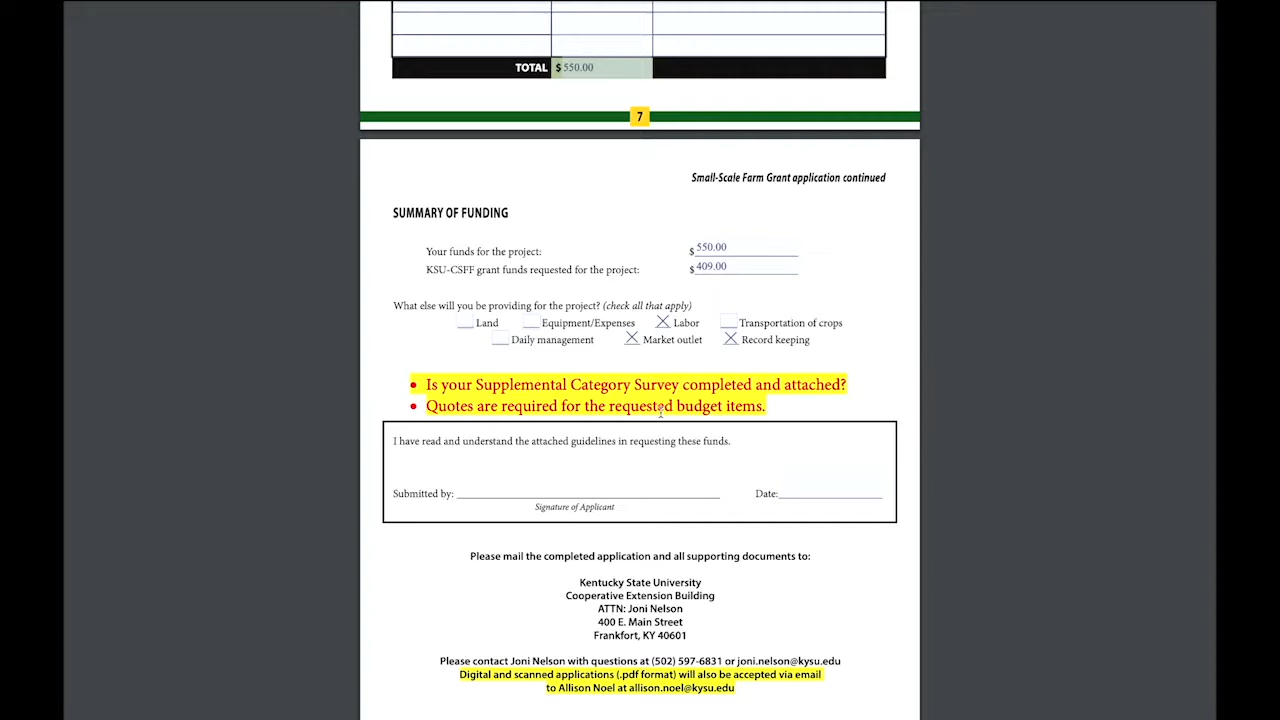 TOTAL $ 550.00
7
Small-Scale Farm Grant application continued
SUMMARY OF FUNDING
Your funds for the project: $ 550.00
KSU-CSFF grant funds requested for the project: $ 409.00
What else will you be providing for the project? (check all that apply)
Land Equipment/Expenses X Labor Transportation of crops
Daily management X Market outlet X Record keeping
• Is your Supplemental Category Survey completed and attached?
• Quotes are required for the requested budget items.
I have read and understand the attached guidelines in requesting these funds.
Submitted by: Date:
Signature of Applicant
Please mail the completed application and all supporting documents to:
Kentucky State University
Cooperative Extension Building
ATTN: Joni Nelson
400 E. Main Street
Frankfort, KY 40601
Please contact Joni Nelson with questions at (502) 597-6831 or joni.nelson@kysu.edu
Digital and scanned applications (.pdf format) will also be accepted via email
to Allison Noel at allison.noel@kysu.edu